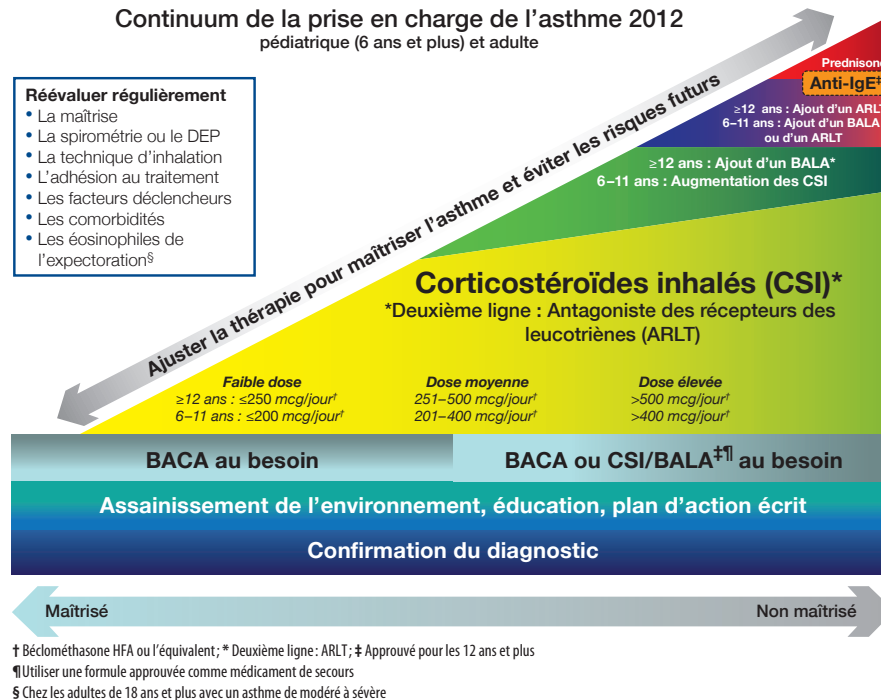 Continuum de la prise en charge de l’asthme 2012
pédiatrique (6 ans et plus) et adulte
Réévaluer régulièrement
• La maîtrise
• La spirométrie ou le DEP
• La technique d’inhalation
• L’adhésion au traitement
• Les facteurs déclencheurs
• Les comorbidités
• Les éosinophiles de
l’expectoration§
Ajuster la thérapie pour maîtriser l’asthme et éviter les risques futurs
Prednisone
Anti-IgE‡
≥12 ans : Ajout d’un ARLT
6–11 ans : Ajout d’un BALA
ou d’un ARLT
≥12 ans : Ajout d’un BALA*
6–11 ans : Augmentation des CSI
Corticostéroïdes inhalés (CSI)*
*Deuxième ligne : Antagoniste des récepteurs des
leucotriènes (ARLT)
Faible dose Dose moyenne Dose élevée
≥12 ans : ≤250 mcg/jour† 251–500 mcg/jour† >500 mcg/jour†
6–11 ans : ≤200 mcg/jour† 201–400 mcg/jour† >400 mcg/jour†
BACA au besoin BACA ou CSI/BALA‡¶ au besoin
Assainissement de l’environnement, éducation, plan d’action écrit
Confirmation du diagnostic
Maîtrisé Non maîtrisé
† Béclométhasone HFA ou l’équivalent; * Deuxième ligne: ARLT; ‡ Approuvé pour les 12 ans et plus
¶Utiliser une formule approuvée comme médicament de secours
§ Chez les adultes de 18 ans et plus avec un asthme de modéré à sévère